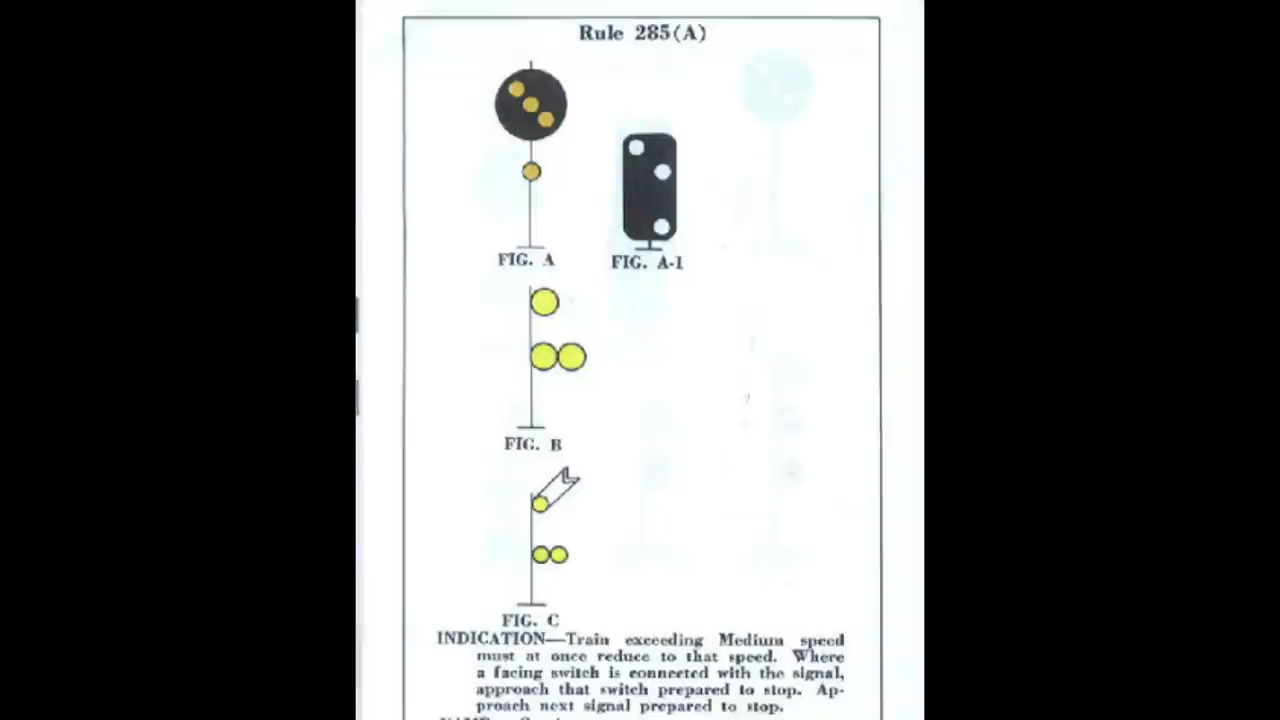 Rule 285(A)
FIG. A
FIG. A-1
FIG. B
FIG. C
INDICATION—Train exceeding Medium speed
must at once reduce to that speed. Where
a facing switch is connected with the signal,
approach that switch prepared to stop. Ap-
proach next signal prepared to stop.